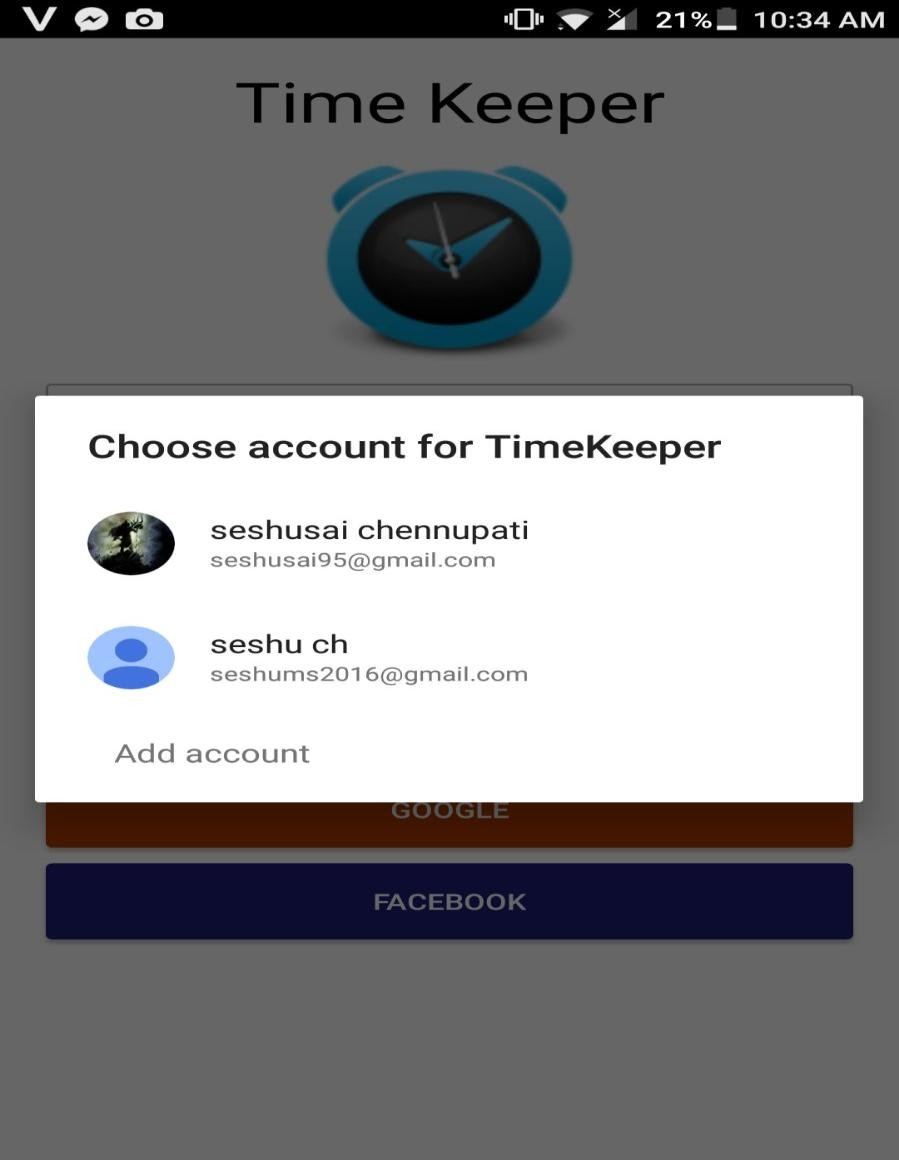 21% 10:34 AM
Time Keeper
Choose account for TimeKeeper
seshusai chennupati
seshusai95@gmail.com
seshu ch
seshums2016@gmail.com
Add account
GOOGLE
FACEBOOK